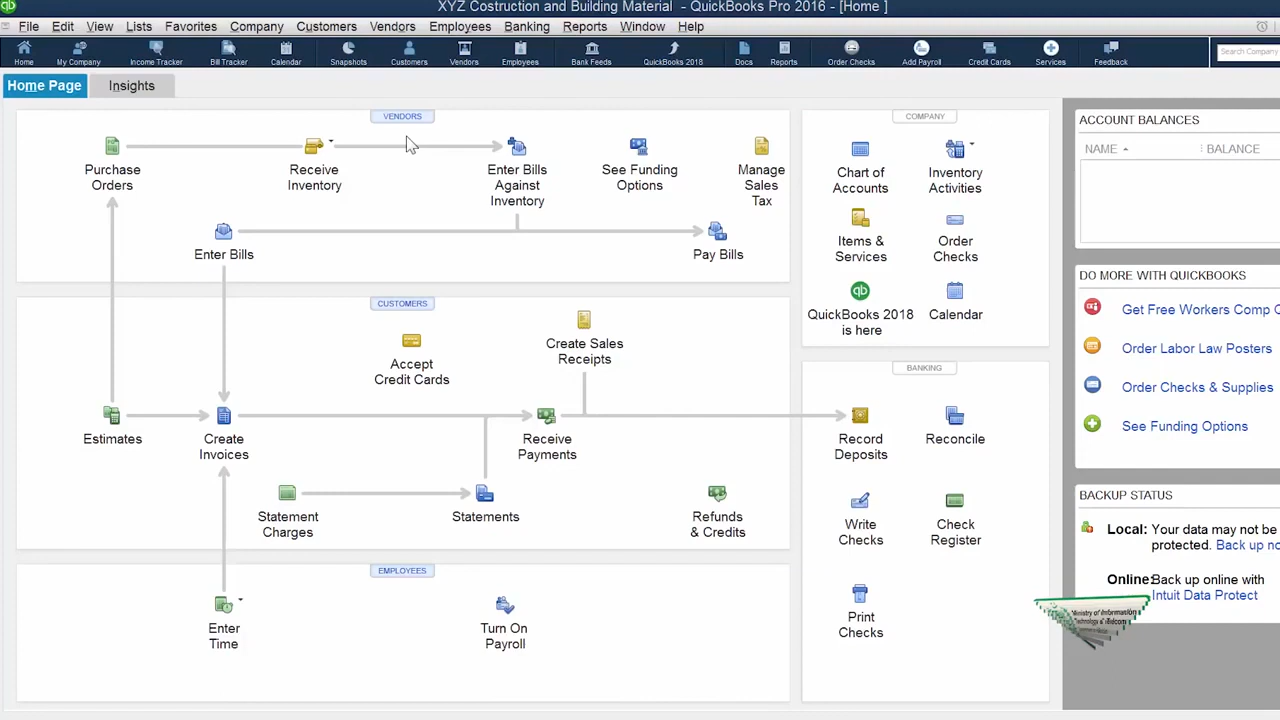 qb
XYZ Costruction and Building Material - QuickBooks Pro 2016 - [Home ]
File Edit View Lists Favorites Company Customers Vendors Employees Banking Reports Window Help
Home My Company Income Tracker Bill Tracker Calendar Snapshots Customers Vendors Employees Bank Feeds QuickBooks 2018 Docs Reports Order Checks Add Payroll Credit Cards Services Feedback
Search Company
Home Page Insights
VENDORS
Purchase
Orders
Receive
Inventory
Enter Bills
Against
Inventory
See Funding
Options
Manage
Sales
Tax
Enter Bills
Pay Bills
CUSTOMERS
Accept
Credit Cards
Create Sales
Receipts
Estimates
Create
Invoices
Receive
Payments
Statement
Charges
Statements
Refunds
& Credits
EMPLOYEES
Enter
Time
Turn On
Payroll
COMPANY
Chart of
Accounts
Inventory
Activities
Items &
Services
Order
Checks
qb
QuickBooks 2018
is here
Calendar
BANKING
Record
Deposits
Reconcile
Write
Checks
Check
Register
Print
Checks
ACCOUNT BALANCES
NAME BALANCE
DO MORE WITH QUICKBOOKS
Get Free Workers Comp
Order Labor Law Posters
Order Checks & Supplies
See Funding Options
BACKUP STATUS
Local: Your data may not be
protected. Back up
Online: Back up online with
Intuit Data Protect
Ministry of Information
Technology &